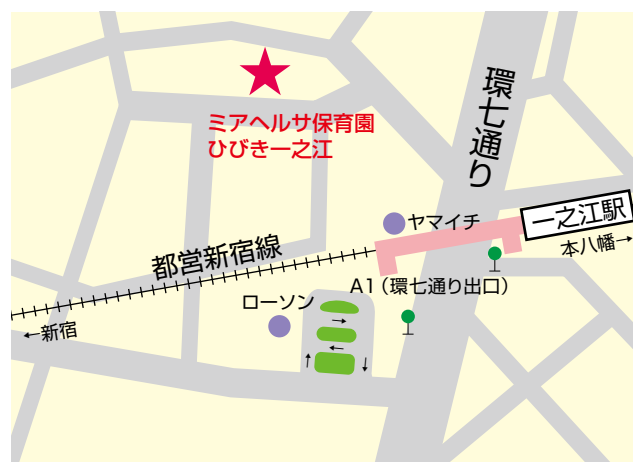 ミアヘルサ保育園
ひびき一之江
環七通り
ヤマイチ
一之江駅
本八幡→
都営新宿線
A1（環七通り出口）
ローソン
←新宿